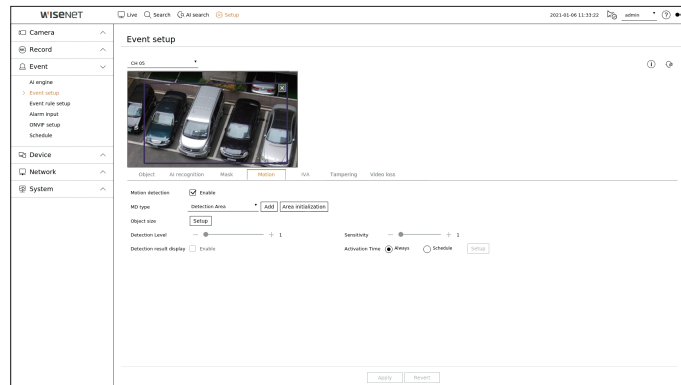 WISENET
Live Search AI search Setup 2021-01-06 11:33:22 admin ?
Camera
Record
Event
AI engine
> Event setup
Event rule setup
Alarm input
ONVIF setup
Schedule
Device
Network
System
Event setup
CH 05
Object AI recognition Mask Motion IVA Tampering Video loss
Motion detection Enable
MD type Detection Area Add Area initialization
Object size Setup
Detection Level − + 1 Sensitivity − + 1
Detection result display Enable Activation Time Always Schedule Setup
Apply Revert